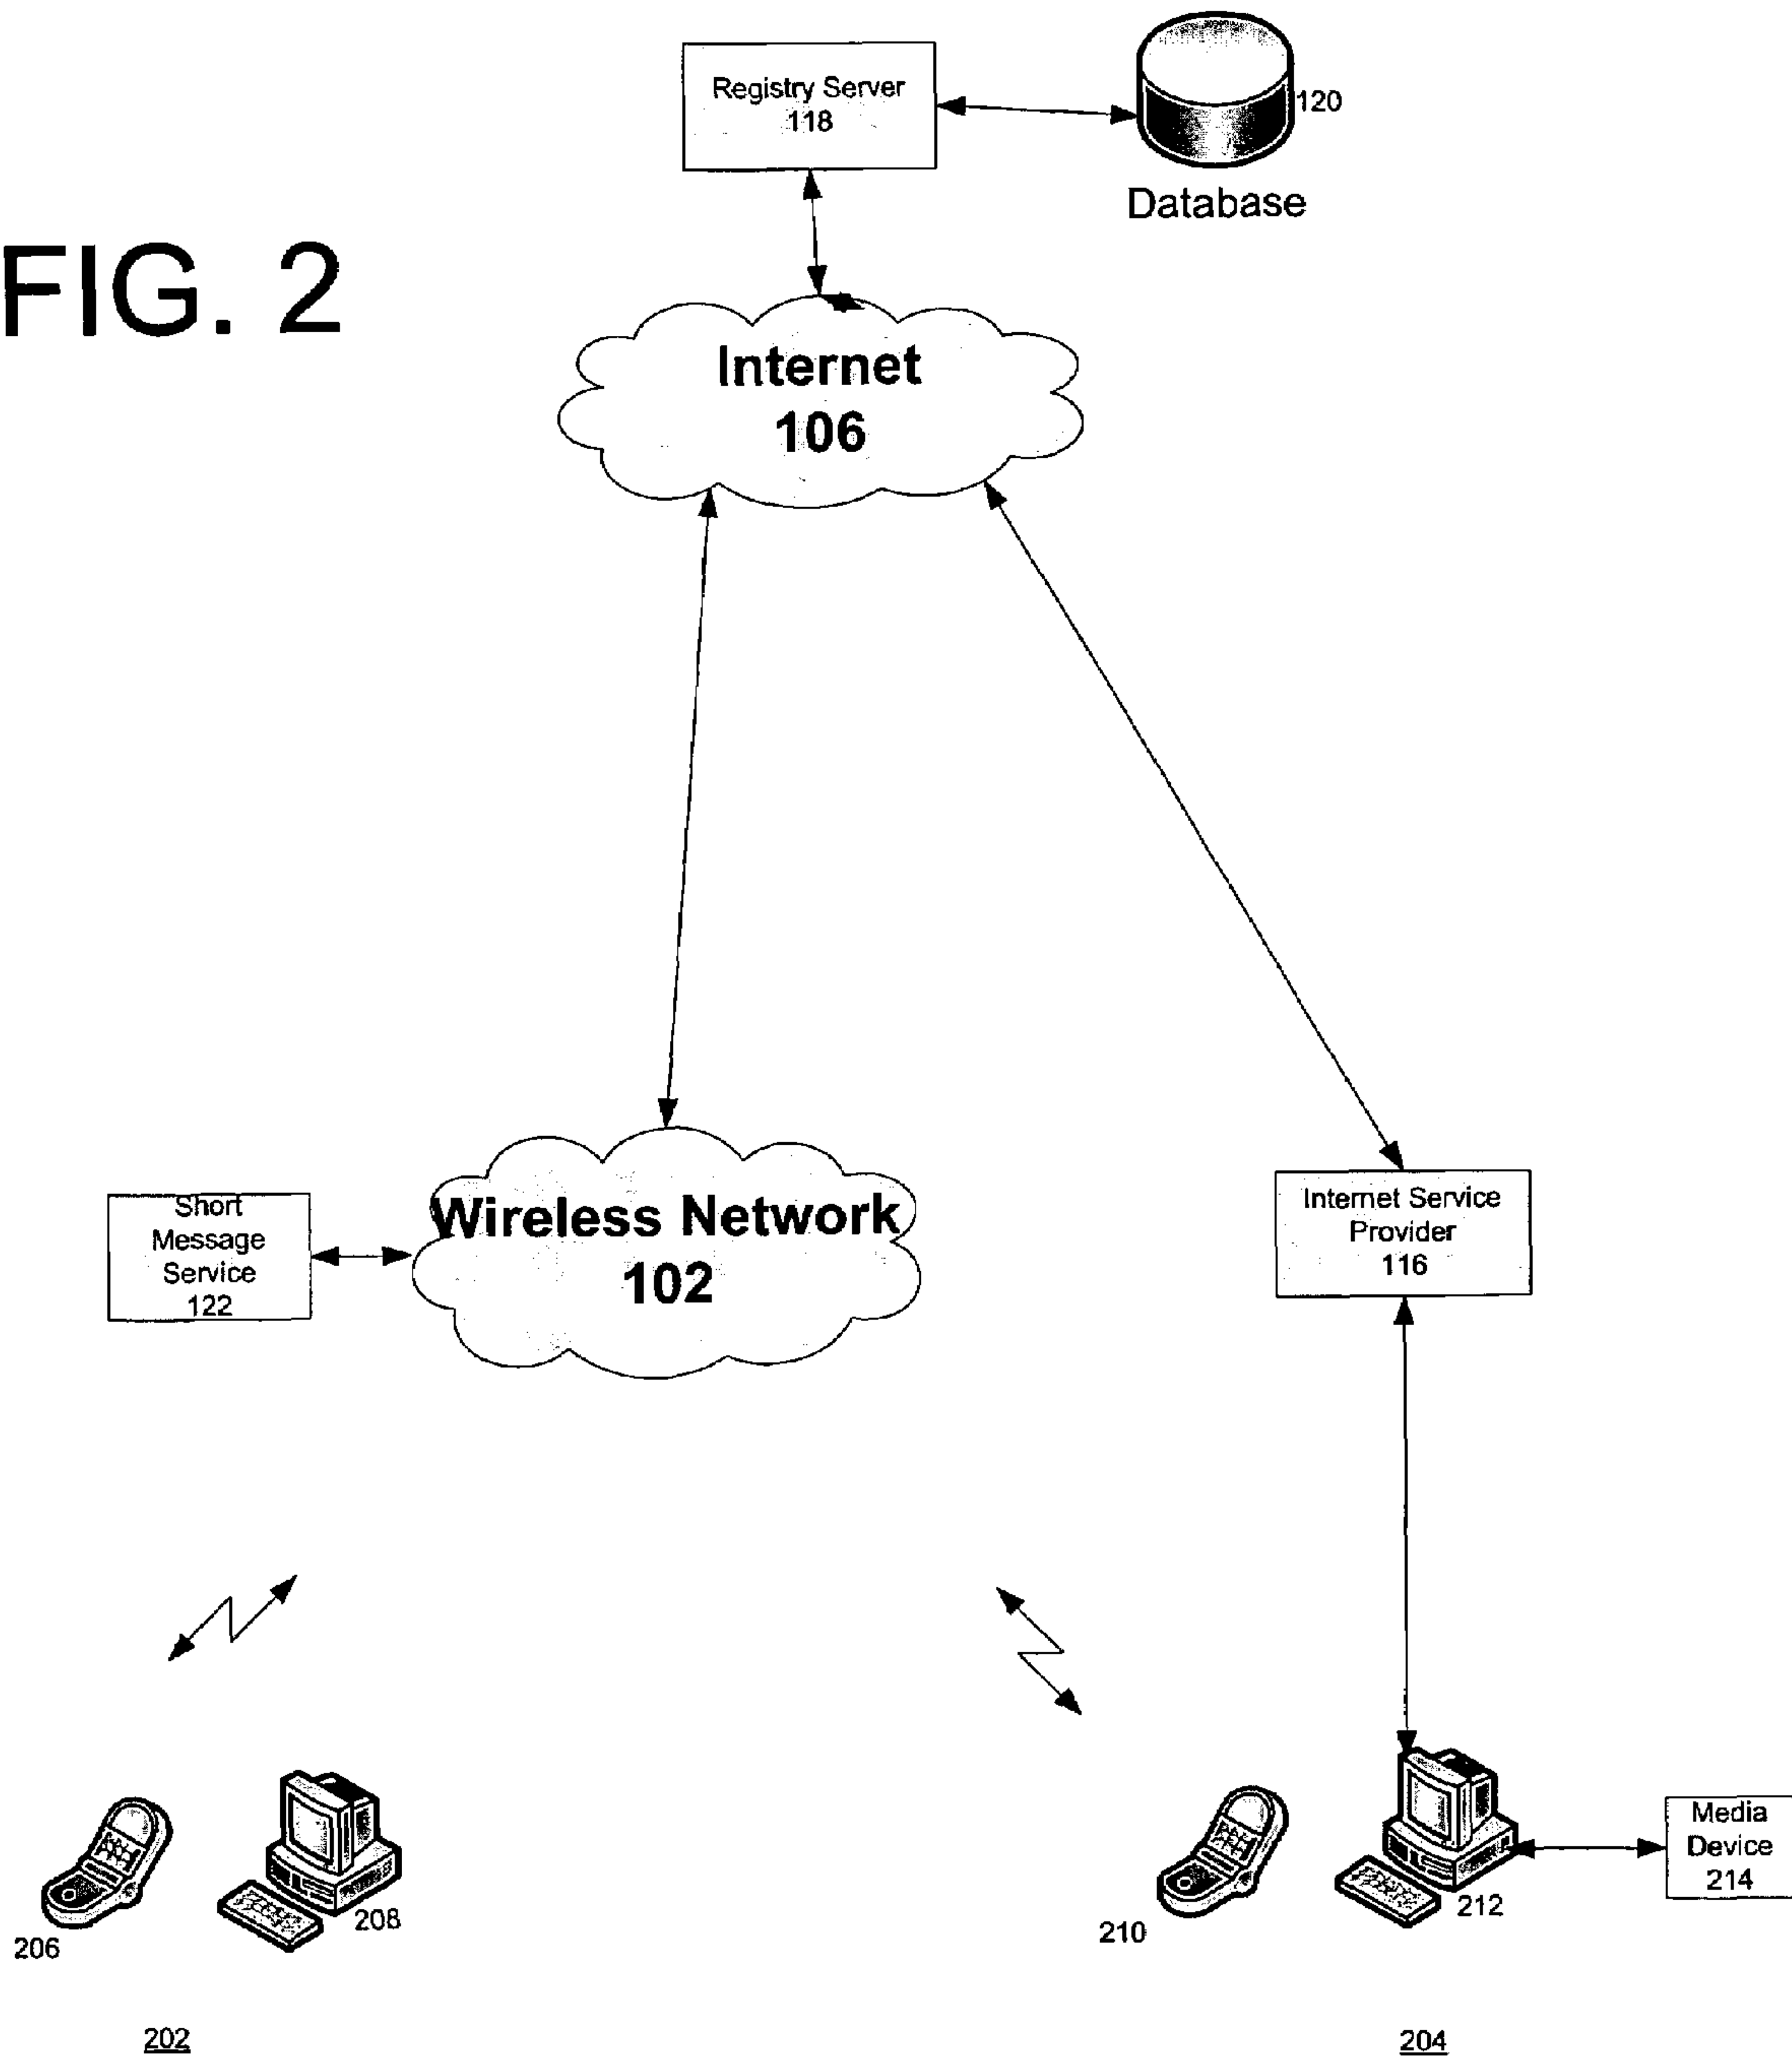 Registry Server
118
120
Database
FIG. 2
Internet
106
Short
Message
Service
122
Wireless Network
102
Internet Service
Provider
116
206
208
210
212
Media
Device
214
202
204